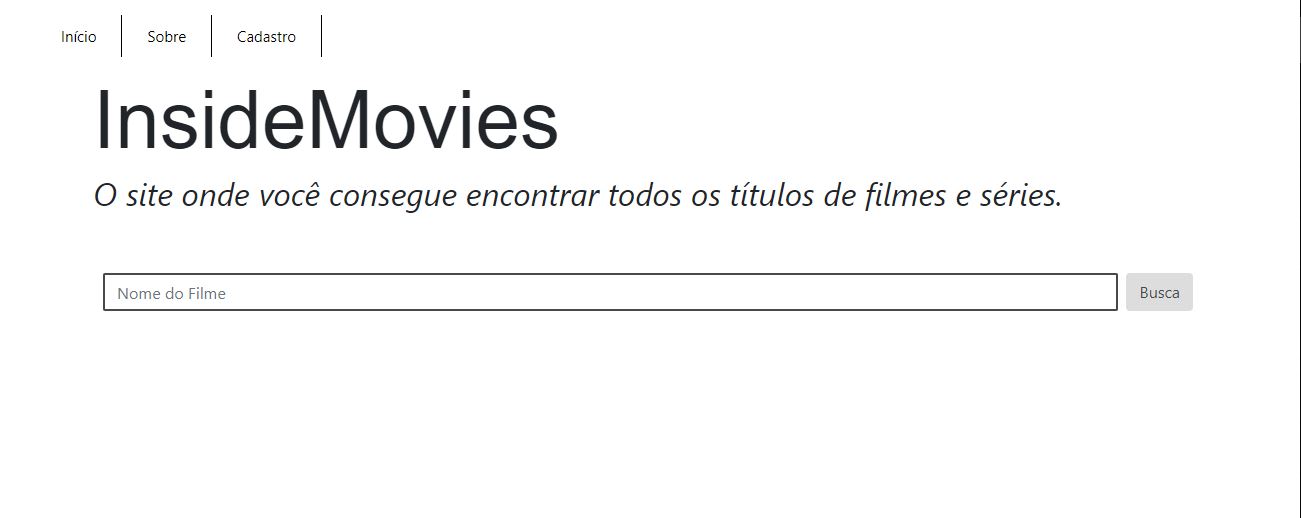 Início Sobre Cadastro
InsideMovies
O site onde você consegue encontrar todos os títulos de filmes e séries.
Nome do Filme Busca